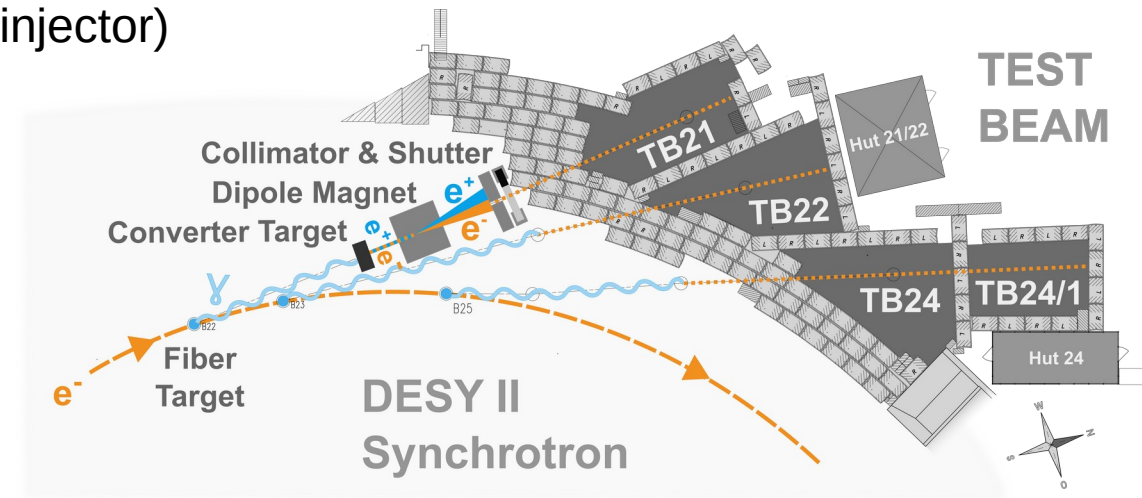 injector)
TEST
BEAM
TB21
Hut 21/22
Collimator & Shutter
Dipole Magnet
Converter Target
e+
e-
e+
e-
TB22
γ
B22
B23
B25
TB24
TB24/1
Fiber
Target
e-
Hut 24
DESY II
Synchrotron
W
N
S
O